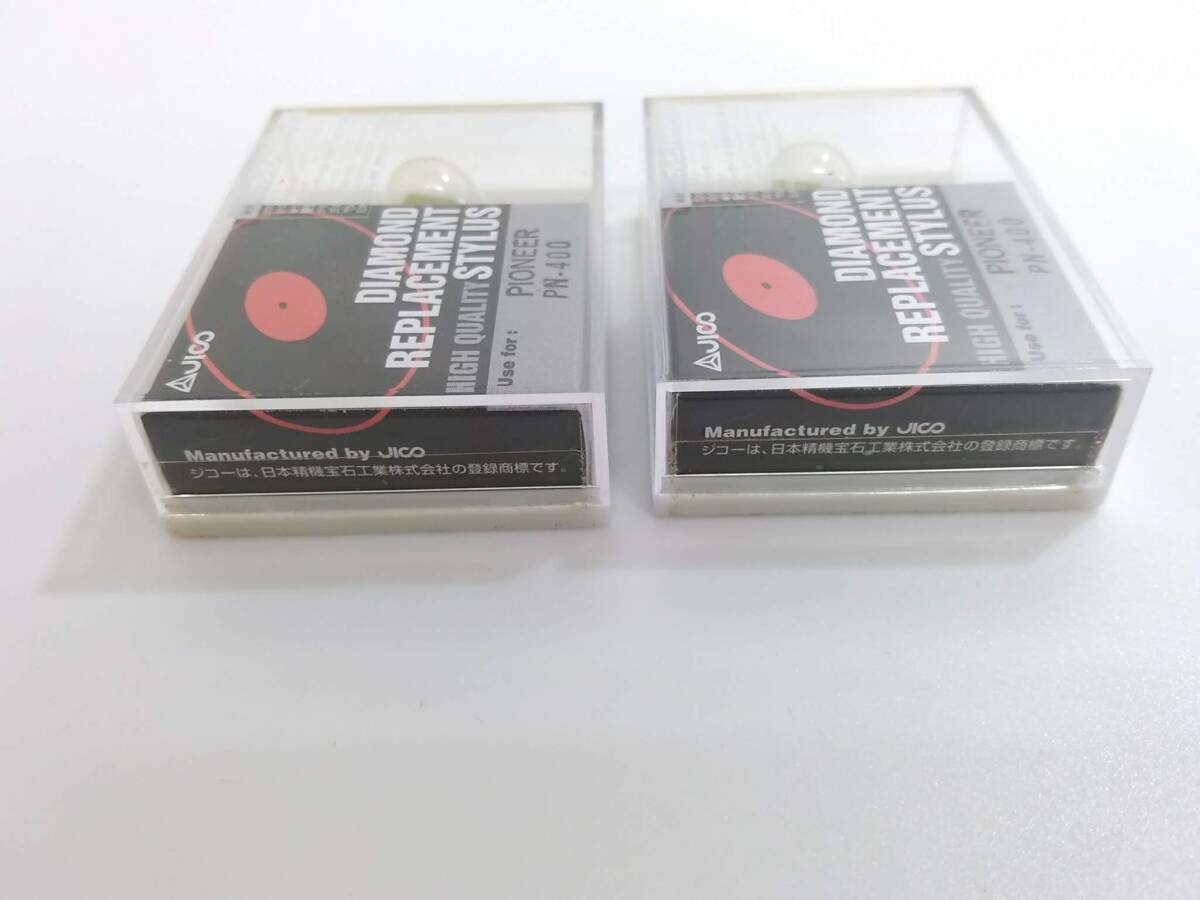 DIAMOND
REPLACEMENT
HIGH QUALITY STYLUS
JICO
Use for :
PIONEER
PN-400
Manufactured by JICO
ジコーは、日本精機宝石工業株式会社の登録商標です。
DIAMOND
REPLACEMENT
HIGH QUALITY STYLUS
JICO
Use for :
PIONEER
PN-400
Manufactured by JICO
ジコーは、日本精機宝石工業株式会社の登録商標です。